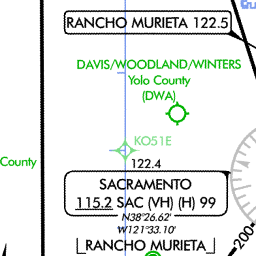 RANCHO MURIETA 122.5
DAVIS/WOODLAND/WINTERS
Yolo County
(DWA)
KO51E
County
122.4
SACRAMENTO
115.2 SAC (VH) (H) 99
N38°26.62'
W121°33.10'
RANCHO MURIETA
200